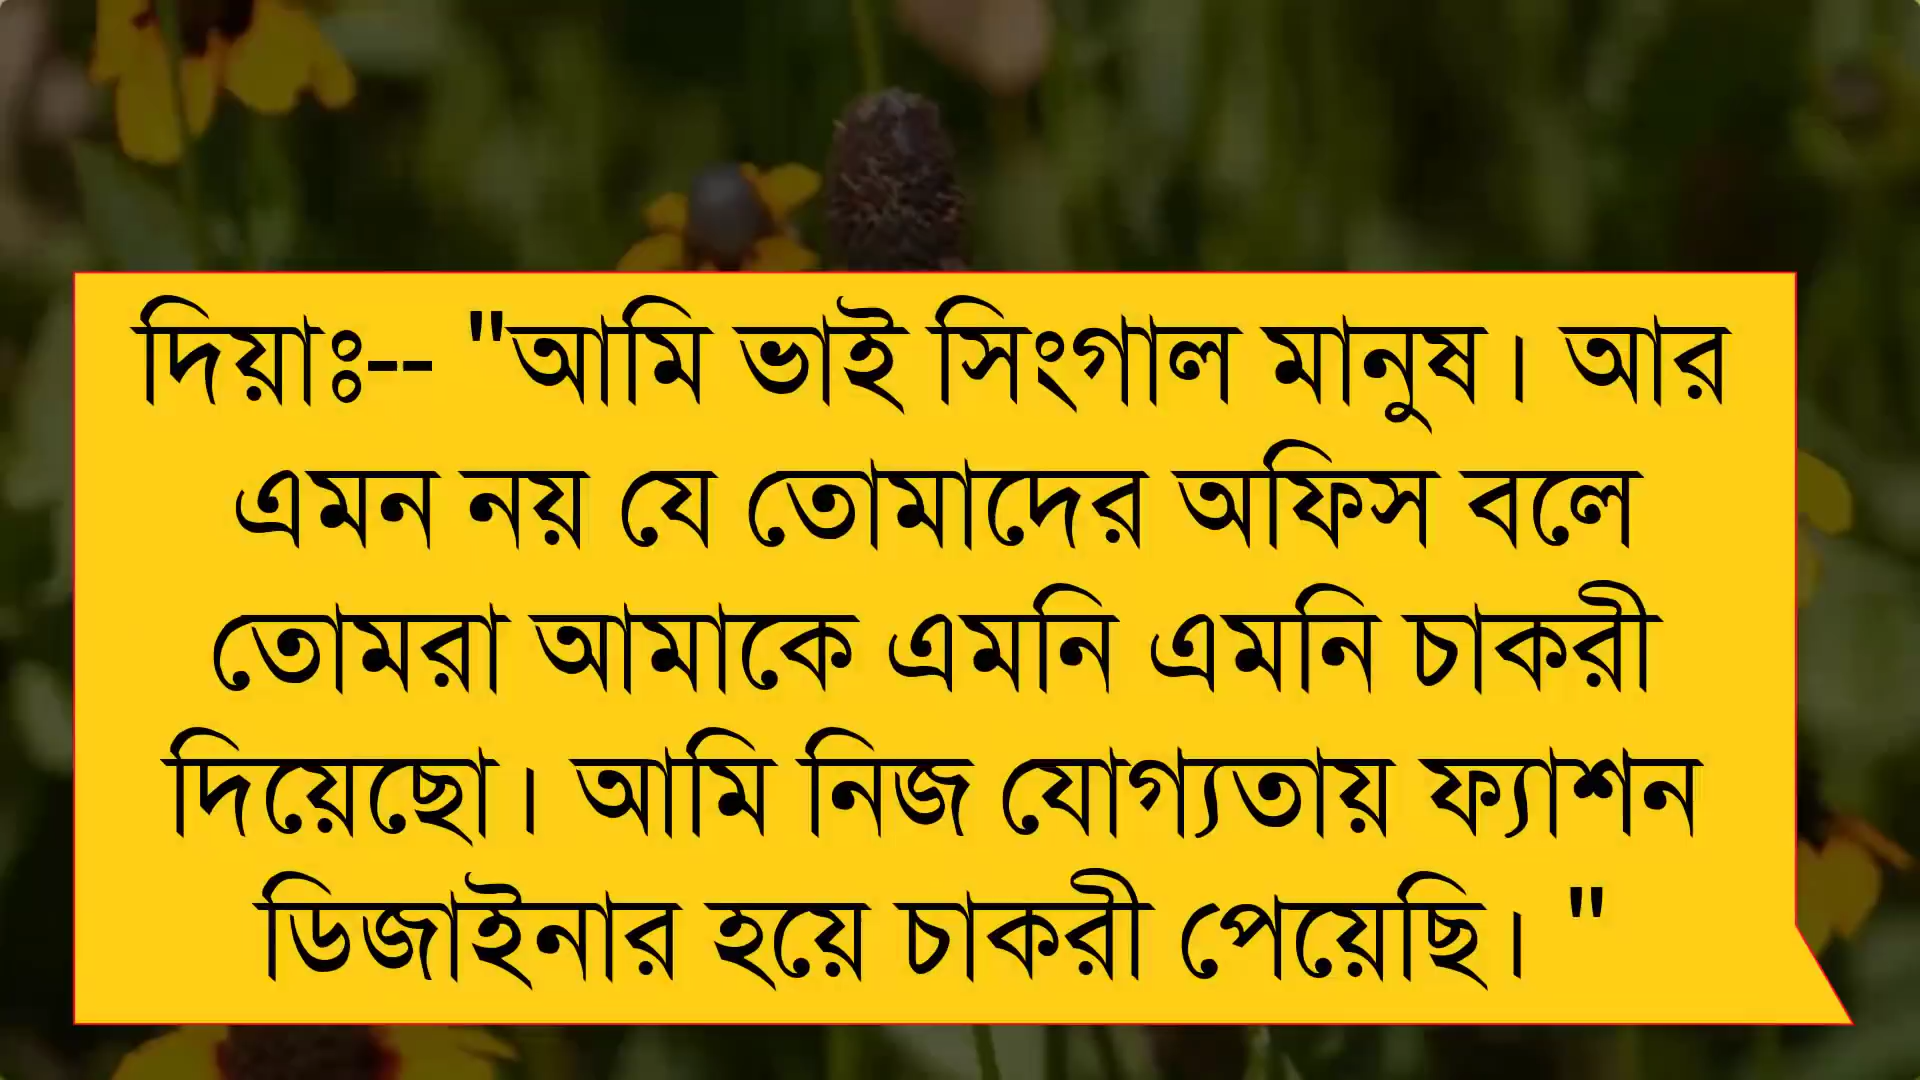 দিয়াঃ-- "আমি ভাই সিংগাল মানুষ। আর
এমন নয় যে তোমাদের অফিস বলে
তোমরা আমাকে এমনি এমনি চাকরী
দিয়েছো। আমি নিজ যোগ্যতায় ফ্যাশন
ডিজাইনার হয়ে চাকরী পেয়েছি। "